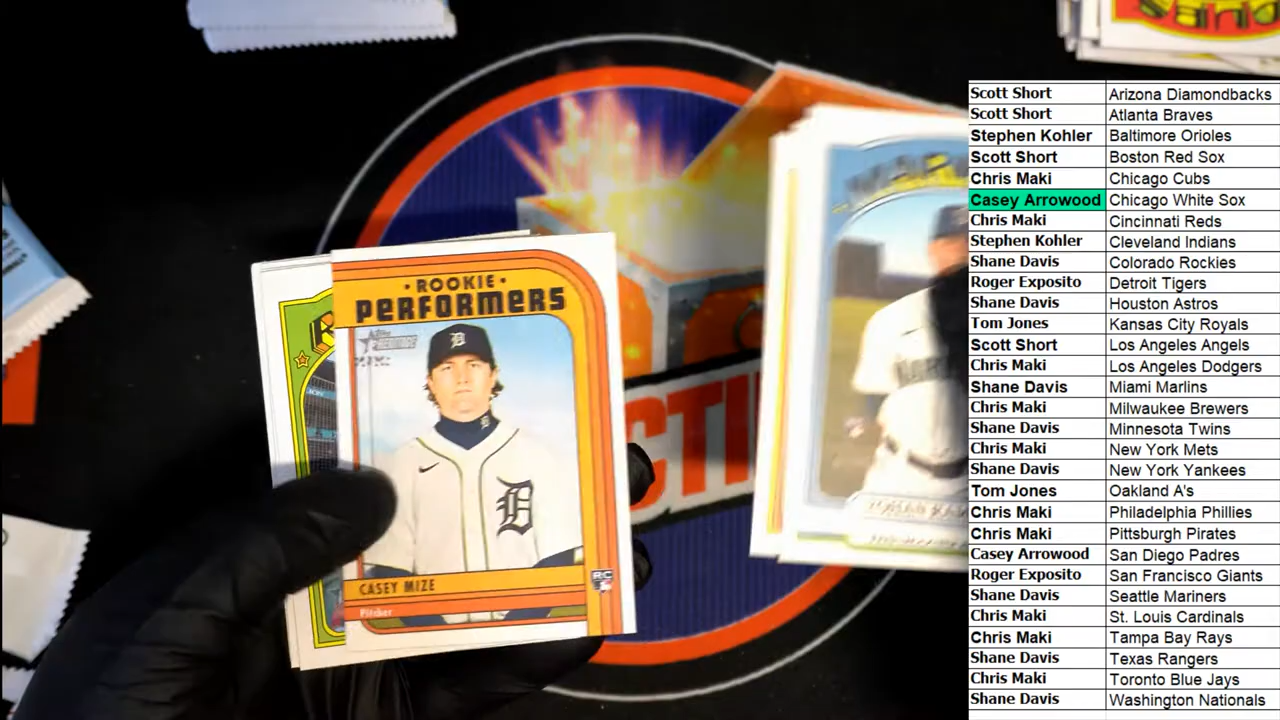 Sand
• ROOKIE •
PERFORMERS
Topps
HERITAGE
D
CASEY MIZE
Pitcher
RC
CTI
Scott Short Arizona Diamondbacks
Scott Short Atlanta Braves
Stephen Kohler Baltimore Orioles
Scott Short Boston Red Sox
Chris Maki Chicago Cubs
Casey Arrowood Chicago White Sox
Chris Maki Cincinnati Reds
Stephen Kohler Cleveland Indians
Shane Davis Colorado Rockies
Roger Exposito Detroit Tigers
Shane Davis Houston Astros
Tom Jones Kansas City Royals
Scott Short Los Angeles Angels
Chris Maki Los Angeles Dodgers
Shane Davis Miami Marlins
Chris Maki Milwaukee Brewers
Shane Davis Minnesota Twins
Chris Maki New York Mets
Shane Davis New York Yankees
Tom Jones Oakland A's
Chris Maki Philadelphia Phillies
Chris Maki Pittsburgh Pirates
Casey Arrowood San Diego Padres
Roger Exposito San Francisco Giants
Shane Davis Seattle Mariners
Chris Maki St. Louis Cardinals
Chris Maki Tampa Bay Rays
Shane Davis Texas Rangers
Chris Maki Toronto Blue Jays
Shane Davis Washington Nationals